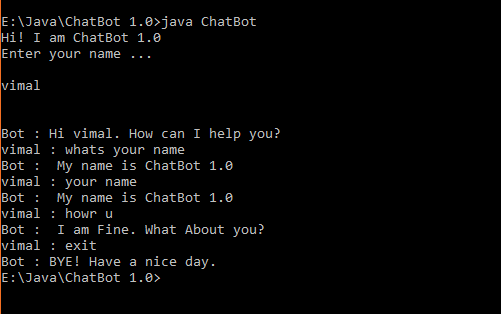 E:\Java\ChatBot 1.0>java ChatBot
Hi! I am ChatBot 1.0
Enter your name ...
vimal
Bot : Hi vimal. How can I help you?
vimal : whats your name
Bot :  My name is ChatBot 1.0
vimal : your name
Bot :  My name is ChatBot 1.0
vimal : howr u
Bot :  I am Fine. What About you?
vimal : exit
Bot : BYE! Have a nice day.
E:\Java\ChatBot 1.0>